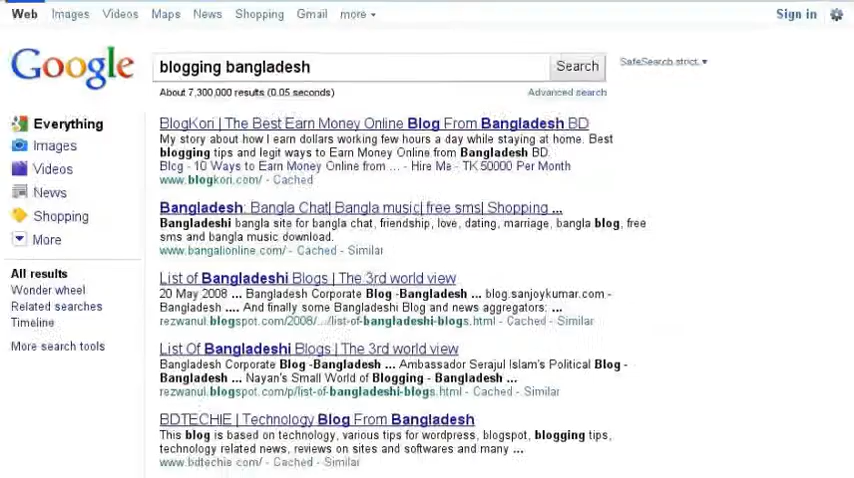 Web Images Videos Maps News Shopping Gmail more
Sign in
Google
blogging bangladesh
Search
SafeSearch strict
About 7,300,000 results (0.05 seconds)
Advanced search
Everything
Images
Videos
News
Shopping
More
All results
Wonder wheel
Related searches
Timeline
More search tools
BlogKori | The Best Earn Money Online Blog From Bangladesh BD
My story about how I earn dollars working few hours a day while staying at home. Best
blogging tips and legit ways to Earn Money Online from Bangladesh BD.
Blog - 10 Ways to Earn Money Online from ... - Hire Me - TK 50000 Per Month
www.blogkori.com/ - Cached
Bangladesh: Bangla Chat| Bangla music| free sms| Shopping ...
Bangladeshi bangla site for bangla chat, friendship, love, dating, marriage, bangla blog, free
sms and bangla music download.
www.bangalionline.com/ - Cached - Similar
List of Bangladeshi Blogs | The 3rd world view
20 May 2008 ... Bangladesh Corporate Blog -Bangladesh ... blog.sanjoykumar.com -
Bangladesh .... And finally some Bangladeshi Blog and news aggregators: ...
rezwanul.blogspot.com/2008/.../list-of-bangladeshi-blogs.html - Cached - Similar
List Of Bangladeshi Blogs | The 3rd world view
Bangladesh Corporate Blog -Bangladesh ... Ambassador Serajul Islam's Political Blog -
Bangladesh ... Nayan's Small World of Blogging - Bangladesh ...
rezwanul.blogspot.com/p/list-of-bangladeshi-blogs.html - Cached - Similar
BDTECHIE | Technology Blog From Bangladesh
This blog is based on technology, various tips for wordpress, blogspot, blogging tips,
technology related news, reviews on sites and softwares and many ...
www.bdtechie.com/ - Cached - Similar